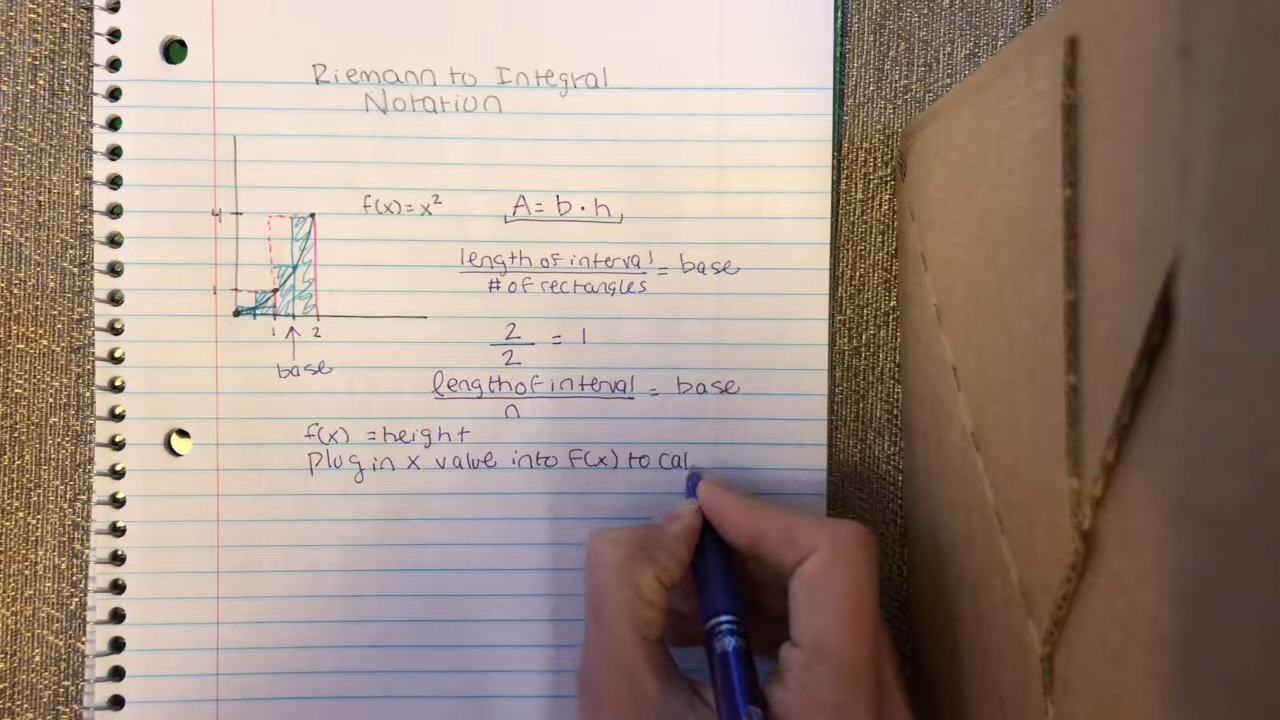 Riemann to Integral
Notation
f(x)=x²
A= b·h
4
length of interval
# of rectangles
= base
1
1 2
2
2
= 1
base
length of interval
n
= base
f(x) = height
plug in x value into f(x) to cal